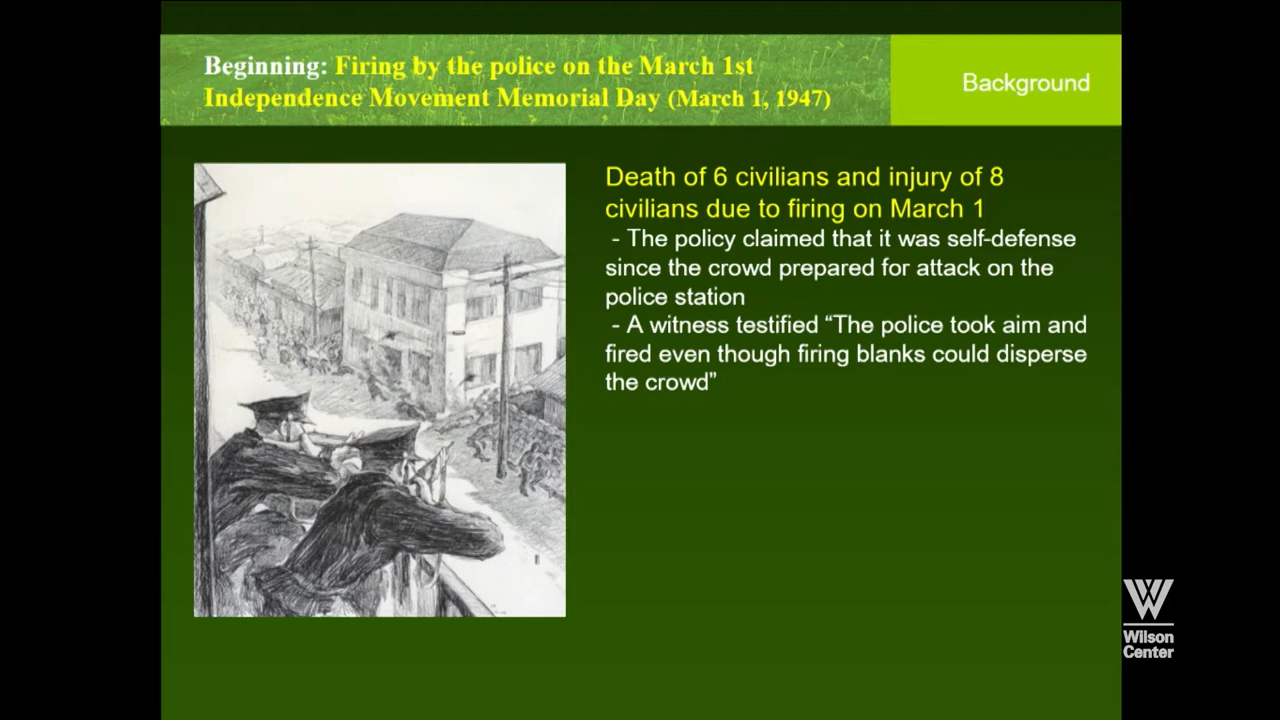 Beginning: Firing by the police on the March 1st
Independence Movement Memorial Day (March 1, 1947)
Background
Death of 6 civilians and injury of 8
civilians due to firing on March 1
- The policy claimed that it was self-defense
since the crowd prepared for attack on the
police station
- A witness testified “The police took aim and
fired even though firing blanks could disperse
the crowd”
Wilson
Center